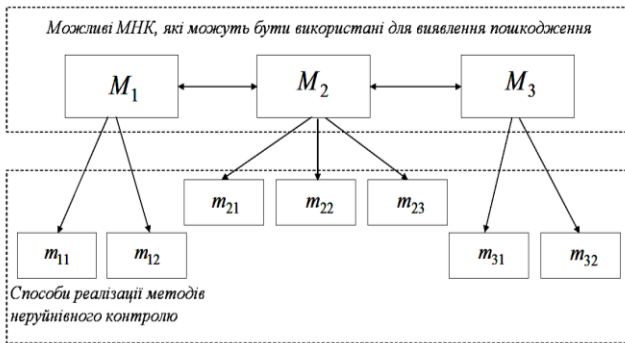 Можливі МНК, які можуть бути використані для виявлення пошкодження
M₁ M₂ M₃
m₂₁ m₂₂ m₂₃
m₁₁ m₁₂ m₃₁ m₃₂
Способи реалізації методів
неруйнівного контролю